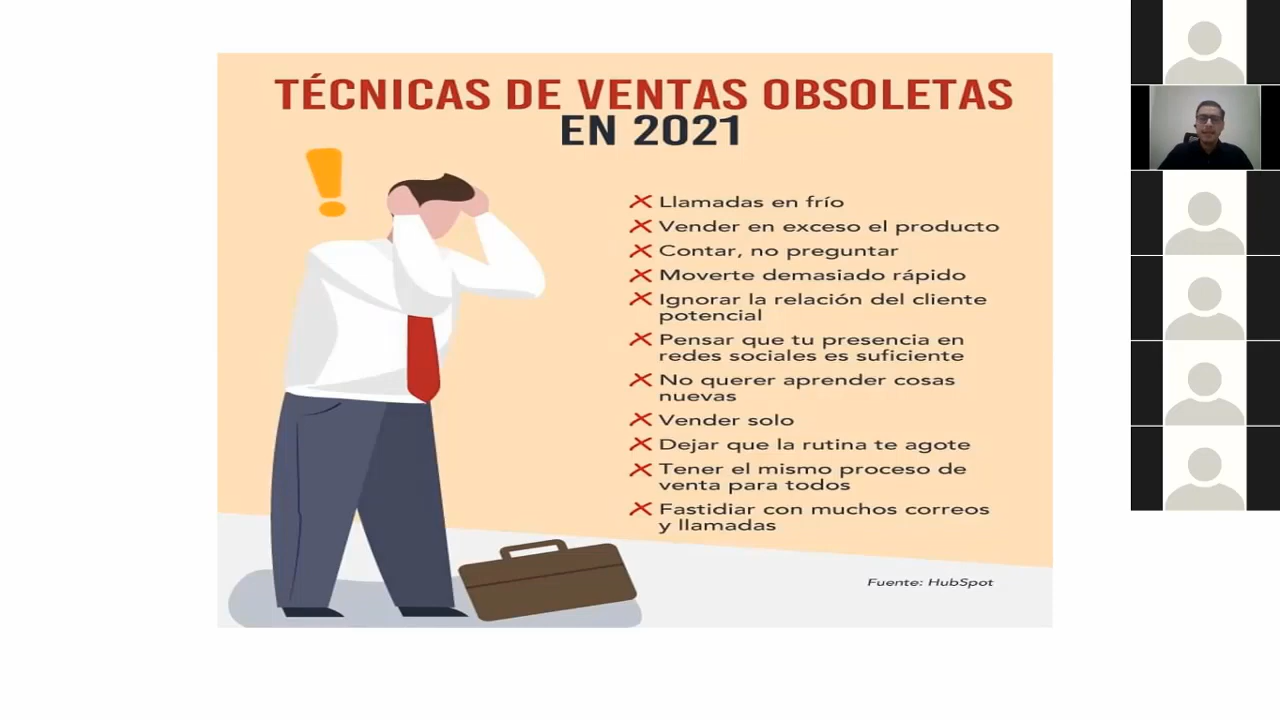 TÉCNICAS DE VENTAS OBSOLETAS
EN 2021
Llamadas en frío
Vender en exceso el producto
Contar, no preguntar
Moverte demasiado rápido
Ignorar la relación del cliente
potencial
Pensar que tu presencia en
redes sociales es suficiente
No querer aprender cosas
nuevas
Vender solo
Dejar que la rutina te agote
Tener el mismo proceso de
venta para todos
Fastidiar con muchos correos
y llamadas
Fuente: HubSpot